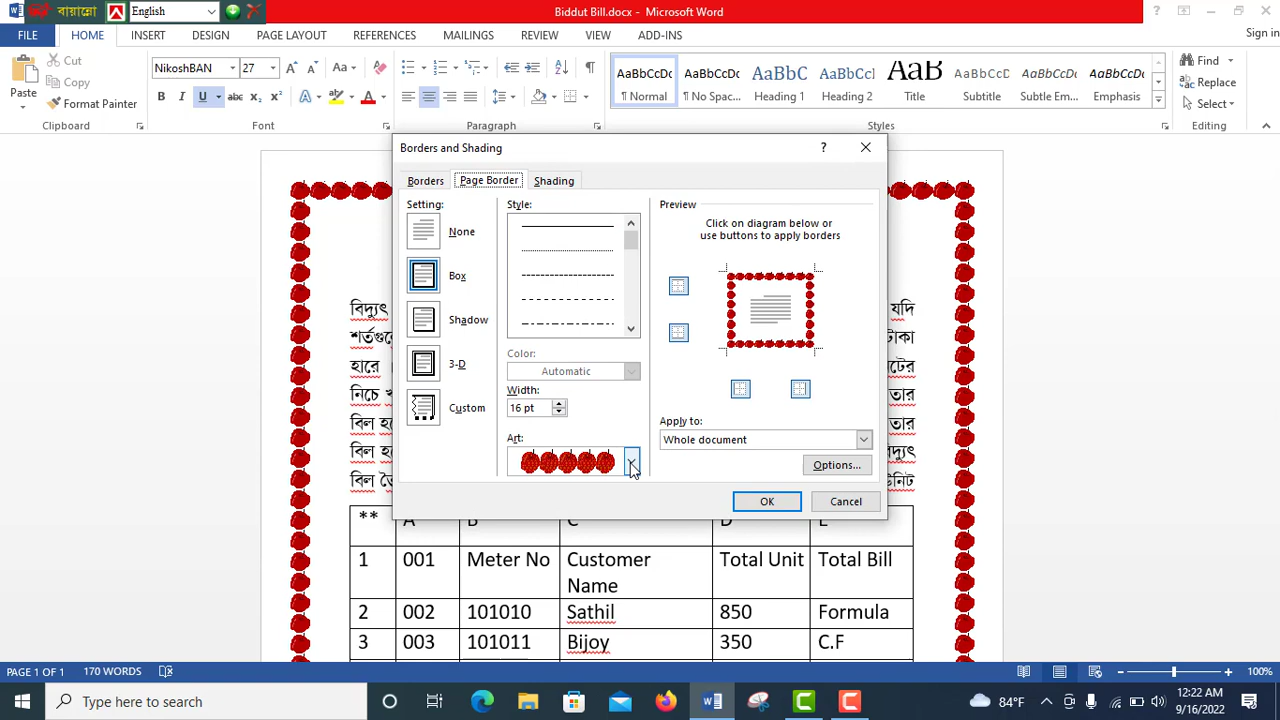 বায়ান্নো English
Biddut Bill.docx - Microsoft Word
FILE HOME INSERT DESIGN PAGE LAYOUT REFERENCES MAILINGS REVIEW VIEW ADD-INS
Sign in
Paste
Cut
Copy
Format Painter
Clipboard
NikoshBAN 27
B I U abc x₂ x²
Aa
A
Font
Paragraph
AaBbCcDc AaBbCcDc AaBbC AaBbCcC AaB AaBbCcD AaBbCcDc AaBbCcDc
¶ Normal ¶ No Spac... Heading 1 Heading 2 Title Subtitle Subtle Em... Emphasis
Styles
Find
Replace
Select
Editing
Borders and Shading
Borders Page Border Shading
Setting:
None
Box
Shadow
3-D
Custom
Style:
Color:
Automatic
Width:
16 pt
Art:
Preview
Click on diagram below or
use buttons to apply borders
Apply to:
Whole document
Options...
OK Cancel
বিদ্যুৎ যদি
টাকা
হারে
নিচে তার
বিল
বিল
বিল ইউনিট
** A B C D E
1 001 Meter No Customer Name Total Unit Total Bill
2 002 101010 Sathil 850 Formula
3 003 101011 Bijoy 350 C.F
PAGE 1 OF 1 170 WORDS
100%
Type here to search
84°F
12:22 AM
9/16/2022